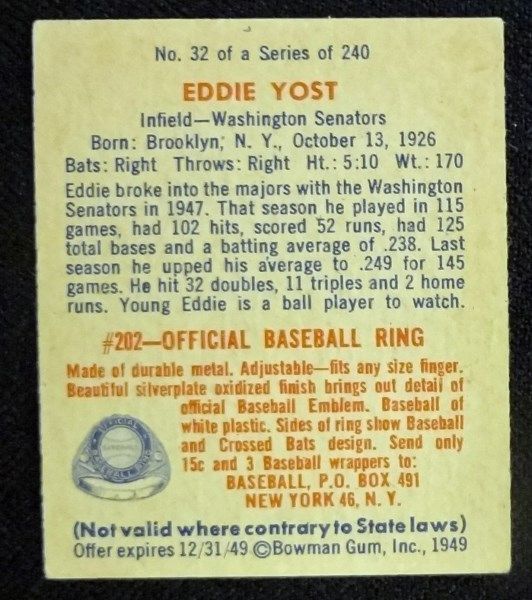 No. 32 of a Series of 240
EDDIE YOST
Infield—Washington Senators
Born: Brooklyn, N. Y., October 13, 1926
Bats: Right Throws: Right Ht.: 5:10 Wt.: 170
Eddie broke into the majors with the Washington
Senators in 1947. That season he played in 115
games, had 102 hits, scored 52 runs, had 125
total bases and a batting average of .238. Last
season he upped his average to .249 for 145
games. He hit 32 doubles, 11 triples and 2 home
runs. Young Eddie is a ball player to watch.
#202—OFFICIAL BASEBALL RING
Made of durable metal. Adjustable—fits any size finger.
Beautiful silverplate oxidized finish brings out detail of
official Baseball Emblem. Baseball of
white plastic. Sides of ring show Baseball
and Crossed Bats design. Send only
15c and 3 Baseball wrappers to:
BASEBALL, P.O. BOX 491
NEW YORK 46, N. Y.
OFFICIAL
BASEBALL RING
(Not valid where contrary to State laws)
Offer expires 12/31/49 ©Bowman Gum, Inc., 1949